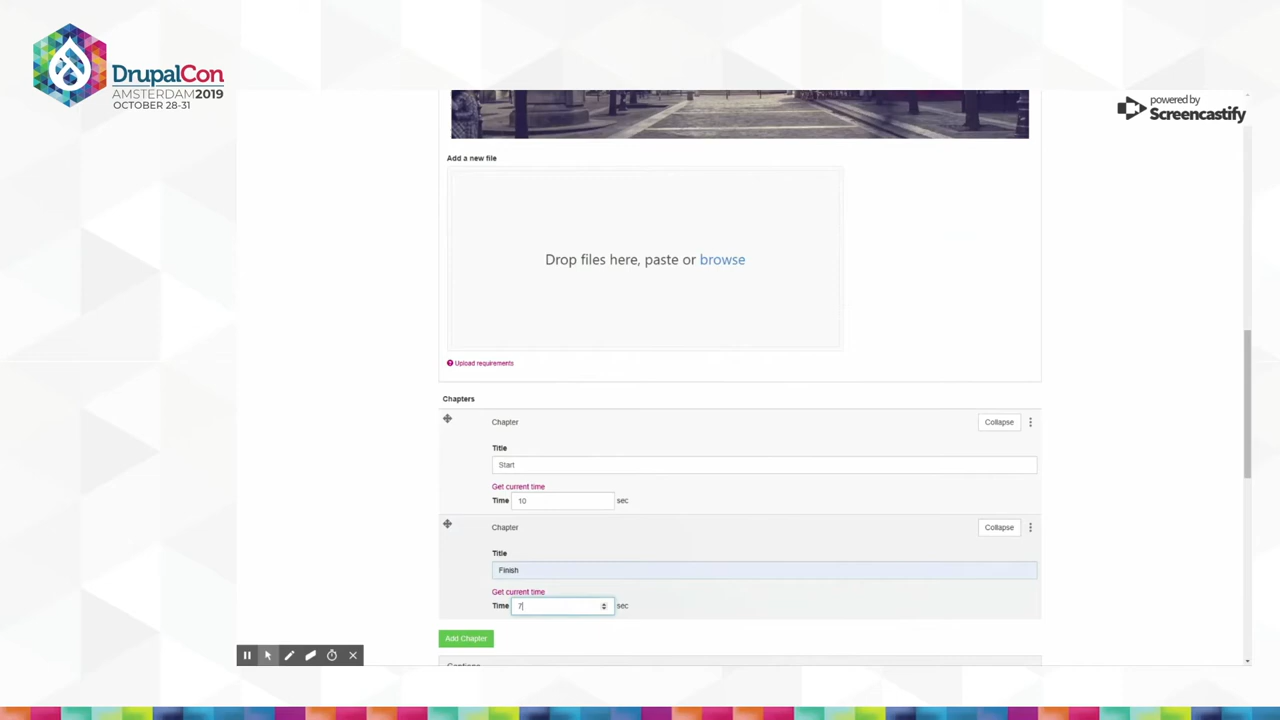 DrupalCon
AMSTERDAM2019
OCTOBER 28-31
powered by
Screencastify
Add a new file
Drop files here, paste or browse
Upload requirements
Chapters
Chapter
Collapse
Title
Start
Get current time
Time 10 sec
Chapter
Collapse
Title
Finish
Get current time
Time 7 sec
Add Chapter